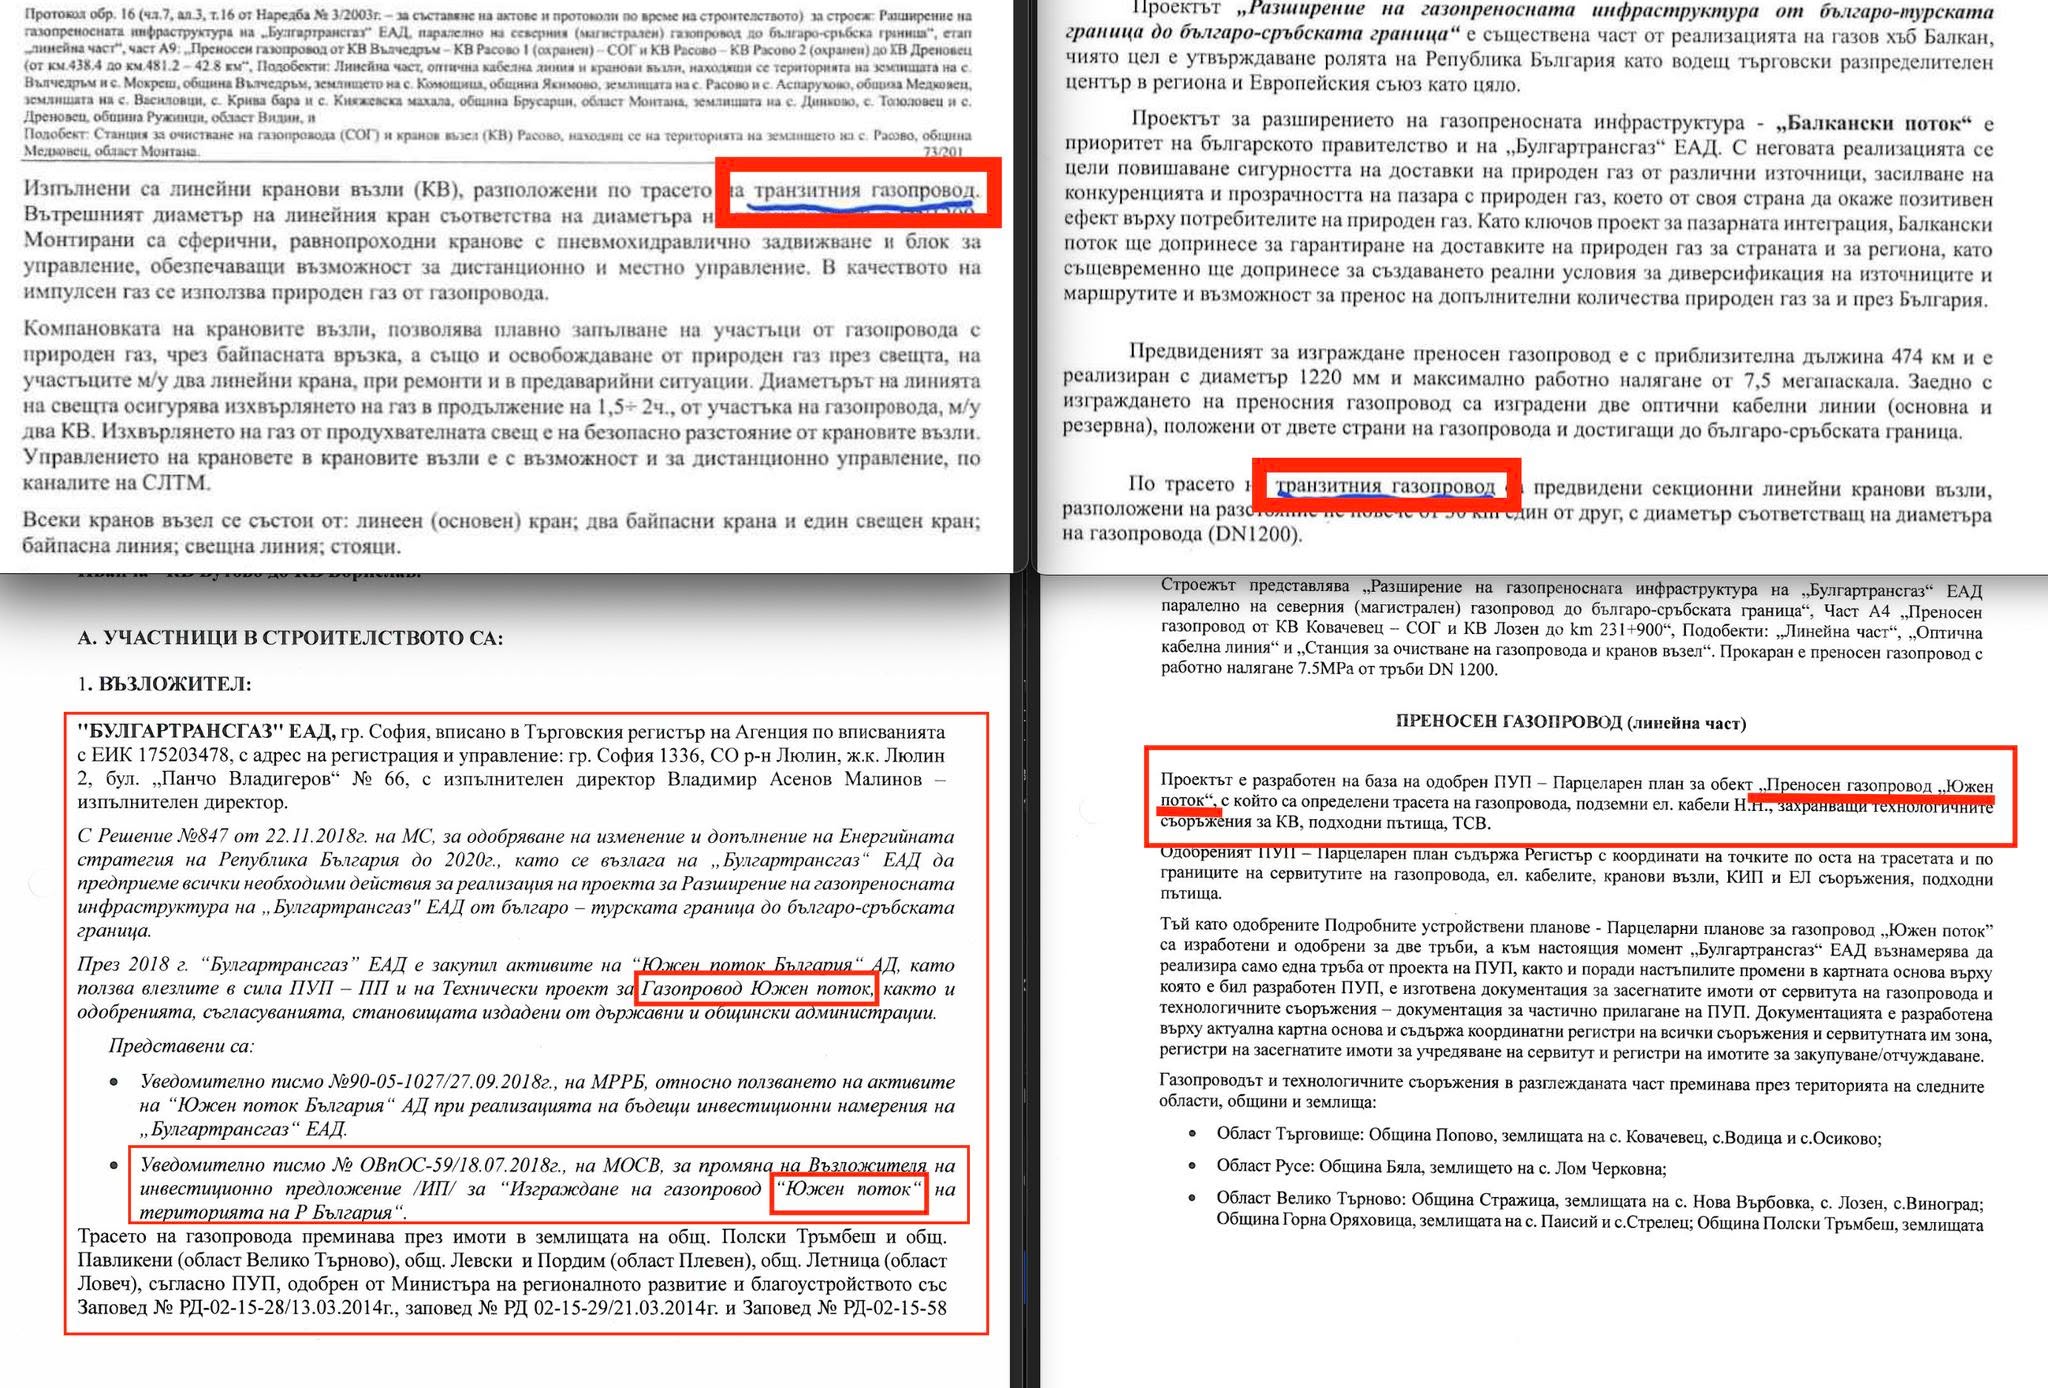 Протокол обр. 16 (чл.7, ал.3, т.16 от Наредба № 3/2003г. – за съставяне на актове и протоколи по време на строителството) за строеж: Разширение на
газопреносната инфраструктура на „Булгартрансгаз“ ЕАД, паралелно на северния (магистрален) газопровод до българо-сръбска граница“, етап
„линейна част“, част А9: „Преносен газопровод от КВ Вълчедръм – КВ Расово 1 (охранен) – СОГ и КВ Расово – КВ Расово 2 (охранен) до КВ Дреновец
(от км.438.4 до км.481.2 – 42.8 км“, Подобекти: Линейна част, оптична кабелна линия и кранови възли, находящи се територията на землищата на с.
Вълчедръм и с. Мокреш, община Вълчедръм, землището на с. Комощица, община Якимово, землищата на с. Расово и с. Аспарухово, община Медковец,
землищата на с. Василовци, с. Крива бара и с. Княжевска махала, община Брусарци, област Монтана, землищата на с. Динково, с. Тополовец и с.
Дреновец, община Ружинци, област Видин, и
Подобект: Станция за очистване на газопровода (СОГ) и кранов възел (КВ) Расово, находящ се на територията на землището на с. Расово, община
Медковец, област Монтана. 73/201
Изпълнени са линейни кранови възли (КВ), разположени по трасето на транзитния газопровод.
Вътрешният диаметър на линейния кран съответства на диаметъра н DN1200
Монтирани са сферични, равнопроходни кранове с пневмохидравлично задвижване и блок за
управление, обезпечаващи възможност за дистанционно и местно управление. В качеството на
импулсен газ се използва природен газ от газопровода.
Компановката на крановите възли, позволява плавно запълване на участъци от газопровода с
природен газ, чрез байпасната връзка, а също и освобождаване от природен газ през свещта, на
участъците м/у два линейни крана, при ремонти и в предаварийни ситуации. Диаметърът на линията
на свещта осигурява изхвърлянето на газ в продължение на 1,5÷ 2ч., от участъка на газопровода, м/у
два КВ. Изхвърлянето на газ от продухвателната свещ е на безопасно разстояние от крановите възли.
Управлението на крановете в крановите възли е с възможност и за дистанционно управление, по
каналите на СЛТМ.
Всеки кранов възел се състои от: линеен (основен) кран; два байпасни крана и един свещен кран;
байпасна линия; свещна линия; стояци.
Проектът „Разширение на газопреносната инфраструктура от българо-турската
граница до българо-сръбската граница“ е съществена част от реализацията на газов хъб Балкан,
чиято цел е утвърждаване ролята на Република България като водещ търговски разпределителен
център в региона и Европейския съюз като цяло.
Проектът за разширението на газопреносната инфраструктура - „Балкански поток“ е
приоритет на българското правителство и на „Булгартрансгаз“ ЕАД. С неговата реализацията се
цели повишаване сигурността на доставки на природен газ от различни източници, засилване на
конкуренцията и прозрачността на пазара с природен газ, което от своя страна да окаже позитивен
ефект върху потребителите на природен газ. Като ключов проект за пазарната интеграция, Балкански
поток ще допринесе за гарантиране на доставките на природен газ за страната и за региона, като
същевременно ще допринесе за създаването реални условия за диверсификация на източниците и
маршрутите и възможност за пренос на допълнителни количества природен газ за и през България.
Предвиденият за изграждане преносен газопровод е с приблизителна дължина 474 км и е
реализиран с диаметър 1220 мм и максимално работно налягане от 7,5 мегапаскала. Заедно с
изграждането на преносния газопровод са изградени две оптични кабелни линии (основна и
резервна), положени от двете страни на газопровода и достигащи до българо-сръбската граница.
По трасето н транзитния газопровод са предвидени секционни линейни кранови възли,
разположени на разстояние не повече от 30 km един от друг, с диаметър съответстващ на диаметъра
на газопровода (DN1200).
А. УЧАСТНИЦИ В СТРОИТЕЛСТВОТО СА:
1. ВЪЗЛОЖИТЕЛ:
"БУЛГАРТРАНСГАЗ" ЕАД, гр. София, вписано в Търговския регистър на Агенция по вписванията
с ЕИК 175203478, с адрес на регистрация и управление: гр. София 1336, СО р-н Люлин, ж.к. Люлин
2, бул. „Панчо Владигеров“ № 66, с изпълнителен директор Владимир Асенов Малинов –
изпълнителен директор.
С Решение №847 от 22.11.2018г. на МС, за одобряване на изменение и допълнение на Енергийната
стратегия на Република България до 2020г., като се възлага на „Булгартрансгаз“ ЕАД да
предприеме всички необходими действия за реализация на проекта за Разширение на газопреносната
инфраструктура на „Булгартрансгаз" ЕАД от българо – турската граница до българо-сръбската
граница.
През 2018 г. “Булгартрансгаз” ЕАД е закупил активите на “Южен поток България“ АД, като
ползва влезлите в сила ПУП – ПП и на Технически проект за Газопровод Южен поток, както и
одобренията, съгласуванията, становищата издадени от държавни и общински администрации.
Представени са:
• Уведомително писмо №90-05-1027/27.09.2018г., на МРРБ, относно ползването на активите
на “Южен поток България“ АД при реализацията на бъдещи инвестиционни намерения на
„Булгартрансгаз“ ЕАД.
• Уведомително писмо № ОВпОС-59/18.07.2018г., на МОСВ, за промяна на Възложителя на
инвестиционно предложение /ИП/ за “Изграждане на газопровод “Южен поток“ на
територията на Р България“.
Трасето на газопровода преминава през имоти в землищата на общ. Полски Тръмбеш и общ.
Павликени (област Велико Търново), общ. Левски и Пордим (област Плевен), общ. Летница (област
Ловеч), съгласно ПУП, одобрен от Министъра на регионалното развитие и благоустройството със
Заповед № РД-02-15-28/13.03.2014г., заповед № РД 02-15-29/21.03.2014г. и Заповед № РД-02-15-58
Строежът представлява „Разширение на газопреносната инфраструктура на „Булгартрансгаз“ ЕАД
паралелно на северния (магистрален) газопровод до българо-сръбската граница“, Част А4 „Преносен
газопровод от КВ Ковачевец – СОГ и КВ Лозен до km 231+900“, Подобекти: „Линейна част“, „Оптична
кабелна линия“ и „Станция за очистване на газопровода и кранов възел“. Прокаран е преносен газопровод с
работно налягане 7.5MPa от тръби DN 1200.
ПРЕНОСЕН ГАЗОПРОВОД (линейна част)
Проектът е разработен на база на одобрен ПУП – Парцеларен план за обект „Преносен газопровод „Южен
поток“, с който са определени трасета на газопровода, подземни ел. кабели Н.Н., захранващи технологичните
съоръжения за КВ, подходни пътища, ТСВ.
Одобреният ПУП – Парцеларен план съдържа Регистър с координати на точките по оста на трасетата и по
границите на сервитутите на газопровода, ел. кабелите, кранови възли, КИП и ЕЛ съоръжения, подходни
пътища.
Тъй като одобрените Подробните устройствени планове - Парцеларни планове за газопровод „Южен поток”
са изработени и одобрени за две тръби, а към настоящия момент „Булгартрансгаз“ ЕАД възнамерява да
реализира само една тръба от проекта на ПУП, както и поради настъпилите промени в картната основа върху
която е бил разработен ПУП, е изготвена документация за засегнатите имоти от сервитута на газопровода и
технологичните съоръжения – документация за частично прилагане на ПУП. Документацията е разработена
върху актуална картна основа и съдържа координатни регистри на всички съоръжения и сервитутната им зона,
регистри на засегнатите имоти за учредяване на сервитут и регистри на имотите за закупуване/отчуждаване.
Газопроводът и технологичните съоръжения в разглежданата част преминава през територията на следните
области, общини и землища:
• Област Търговище: Община Попово, землищата на с. Ковачевец, с.Водица и с.Осиково;
• Област Русе: Община Бяла, землището на с. Лом Черковна;
• Област Велико Търново: Община Стражица, землищата на с. Нова Върбовка, с. Лозен, с.Виноград;
Община Горна Оряховица, землищата на с. Паисий и с.Стрелец; Община Полски Тръмбеш, землищата